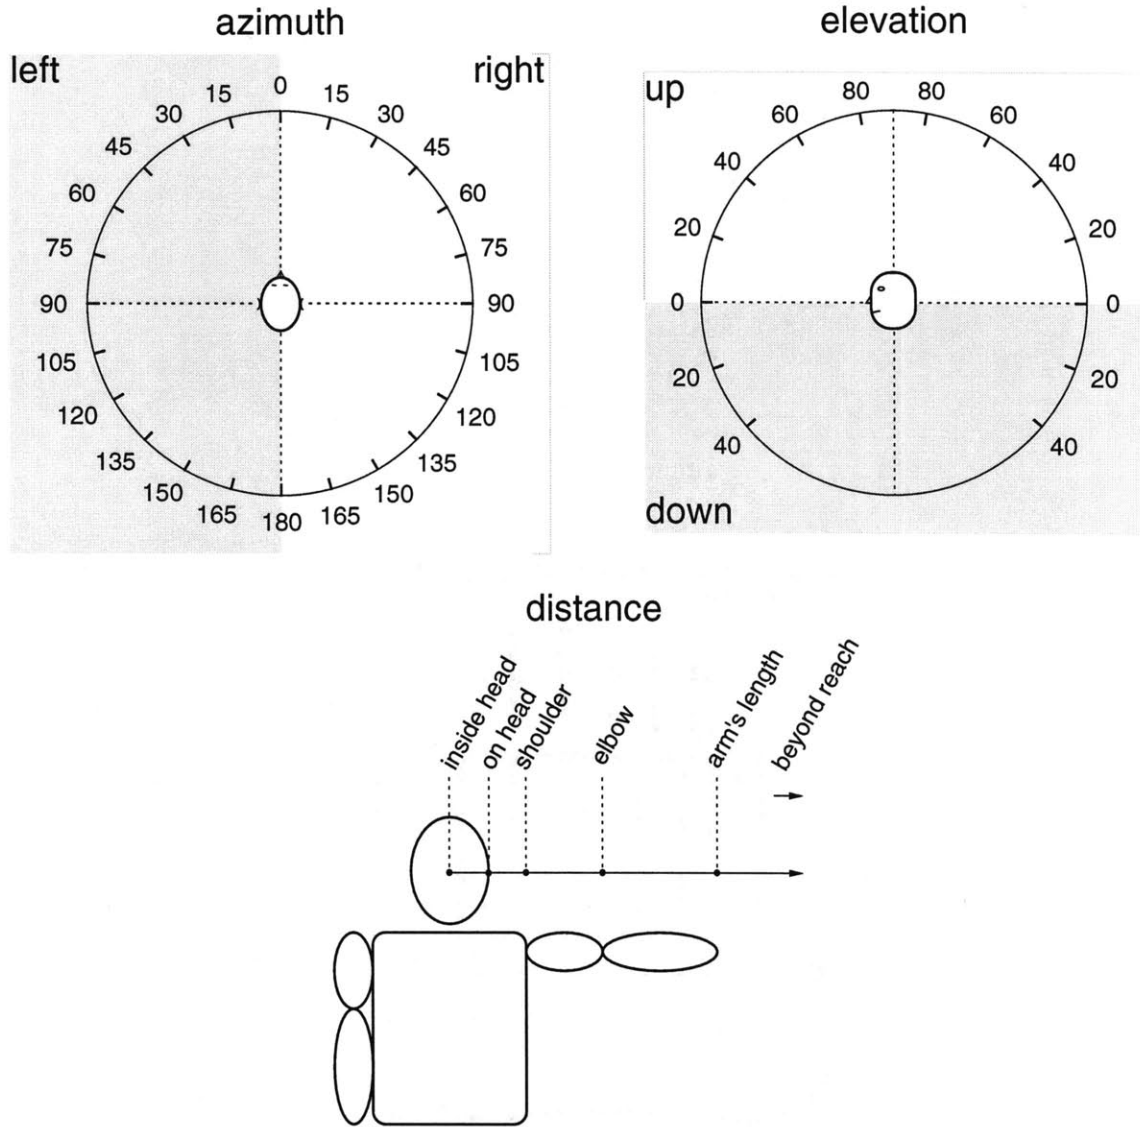 azimuth
left
right
0
15
15
30
30
45
45
60
60
75
75
90
90
105
105
120
120
135
135
150
150
165
165
180
elevation
up
80
80
60
60
40
40
20
20
0
0
20
20
40
40
down
distance
inside head
on head
shoulder
elbow
arm's length
beyond reach